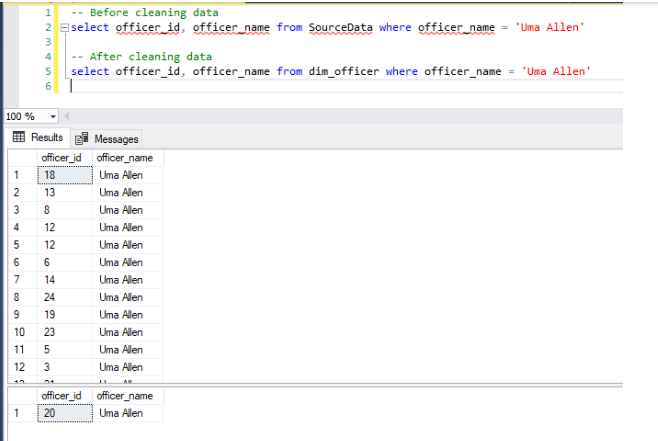 1 -- Before cleaning data
2 select officer_id, officer_name from SourceData where officer_name = 'Uma Allen'
3
4 -- After cleaning data
5 select officer_id, officer_name from dim_officer where officer_name = 'Uma Allen'
6
100 %
Results Messages
officer_id officer_name
1 18 Uma Allen
2 13 Uma Allen
3 8 Uma Allen
4 12 Uma Allen
5 12 Uma Allen
6 6 Uma Allen
7 14 Uma Allen
8 24 Uma Allen
9 19 Uma Allen
10 23 Uma Allen
11 5 Uma Allen
12 3 Uma Allen
officer_id officer_name
1 20 Uma Allen